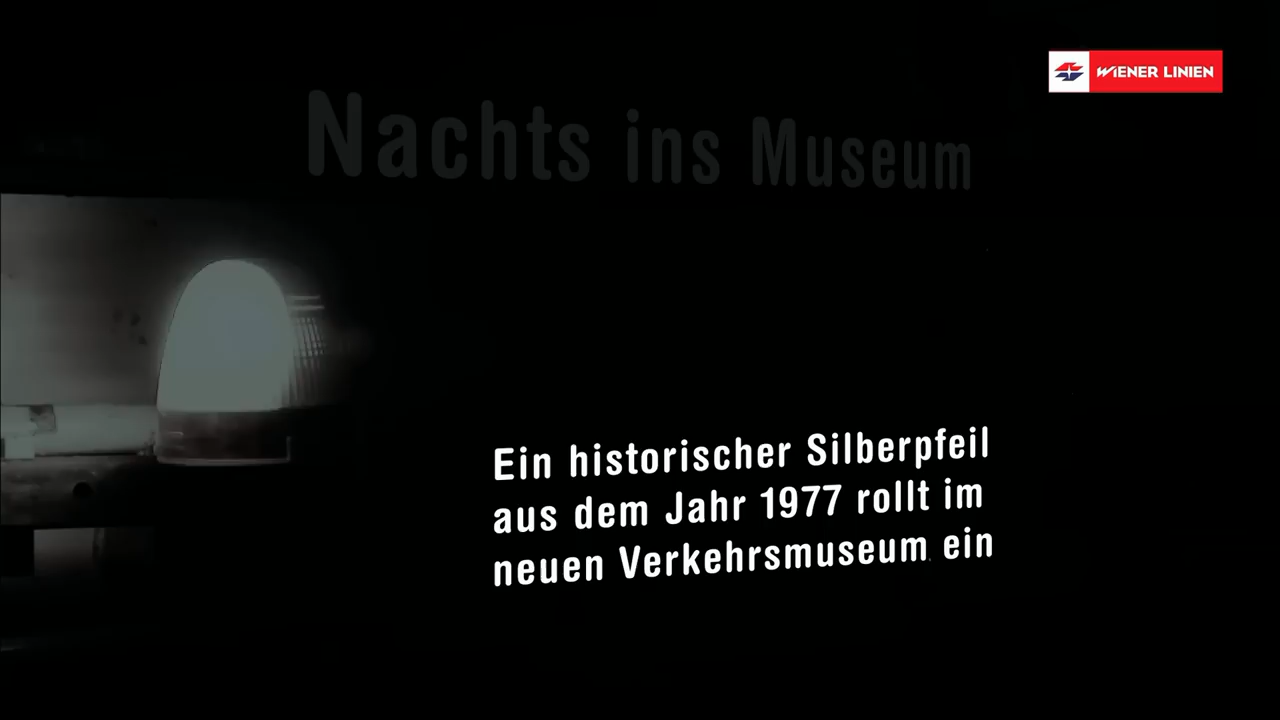 WIENER LINIEN
Nachts ins Museum
Ein historischer Silberpfeil
aus dem Jahr 1977 rollt im
neuen Verkehrsmuseum ein